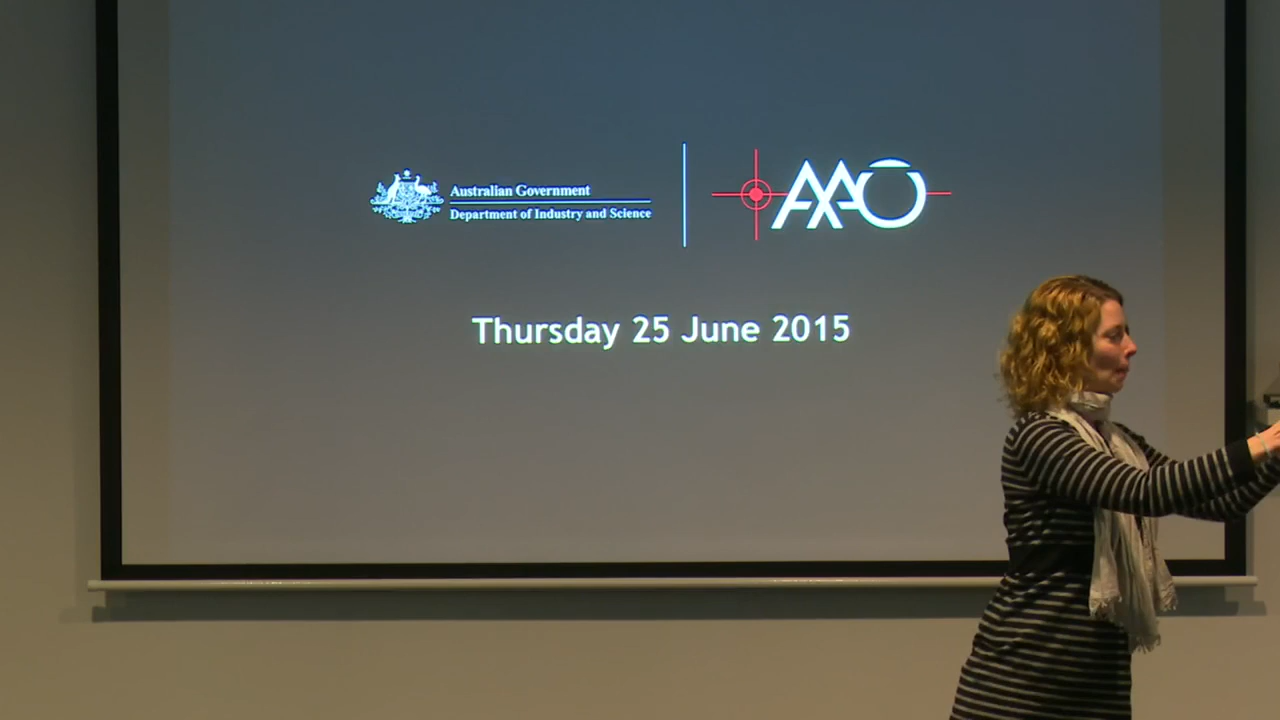 Australian Government
Department of Industry and Science
AAO
Thursday 25 June 2015